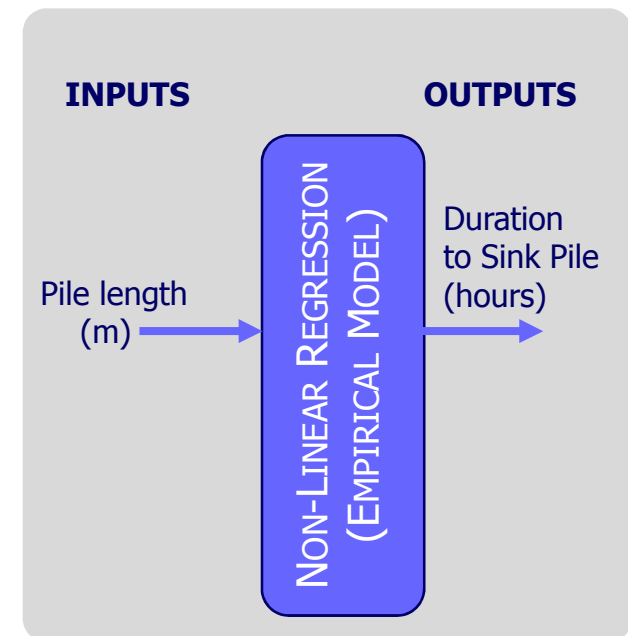 INPUTS
OUTPUTS
Pile length
(m)
NON-LINEAR REGRESSION
(EMPIRICAL MODEL)
Duration
to Sink Pile
(hours)